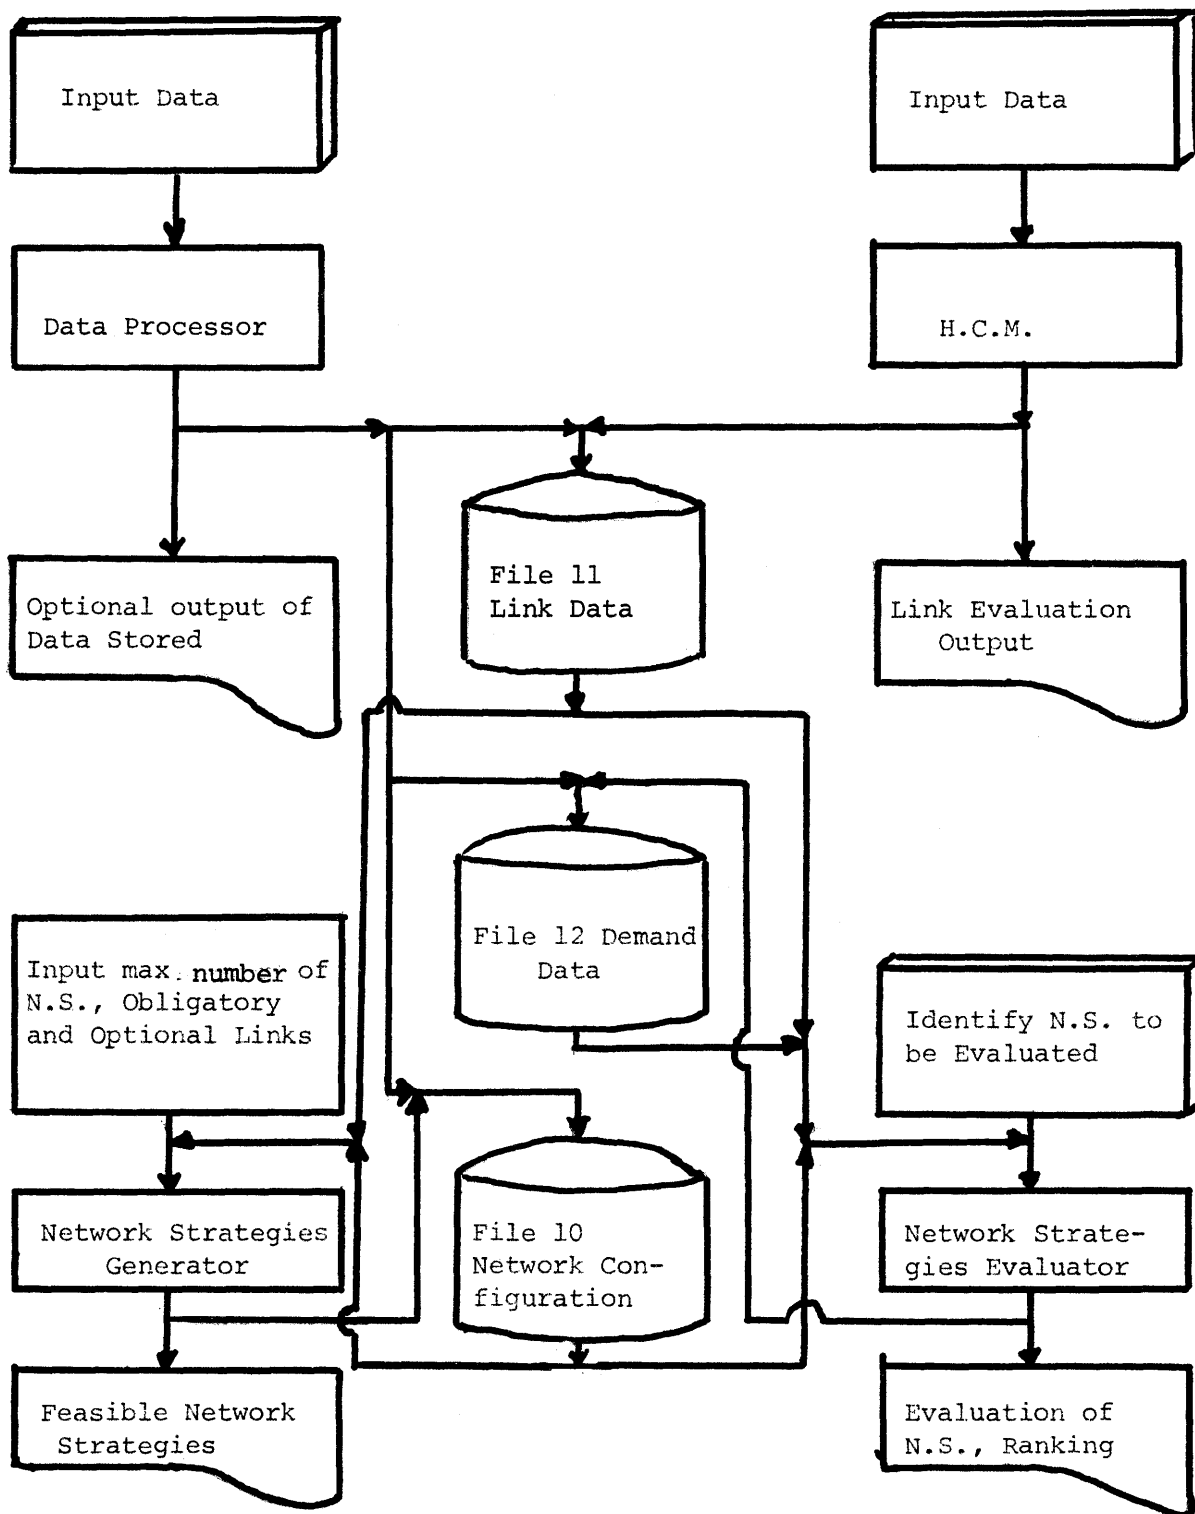 Input Data
Input Data
Data Processor
H.C.M.
File 11
Link Data
Optional output of
Data Stored
Link Evaluation
Output
File 12 Demand
Data
Input max. number of
N.S., Obligatory
and Optional Links
Identify N.S. to
be Evaluated
Network Strategies
Generator
File 10
Network Con-
figuration
Network Strate-
gies Evaluator
Feasible Network
Strategies
Evaluation of
N.S., Ranking